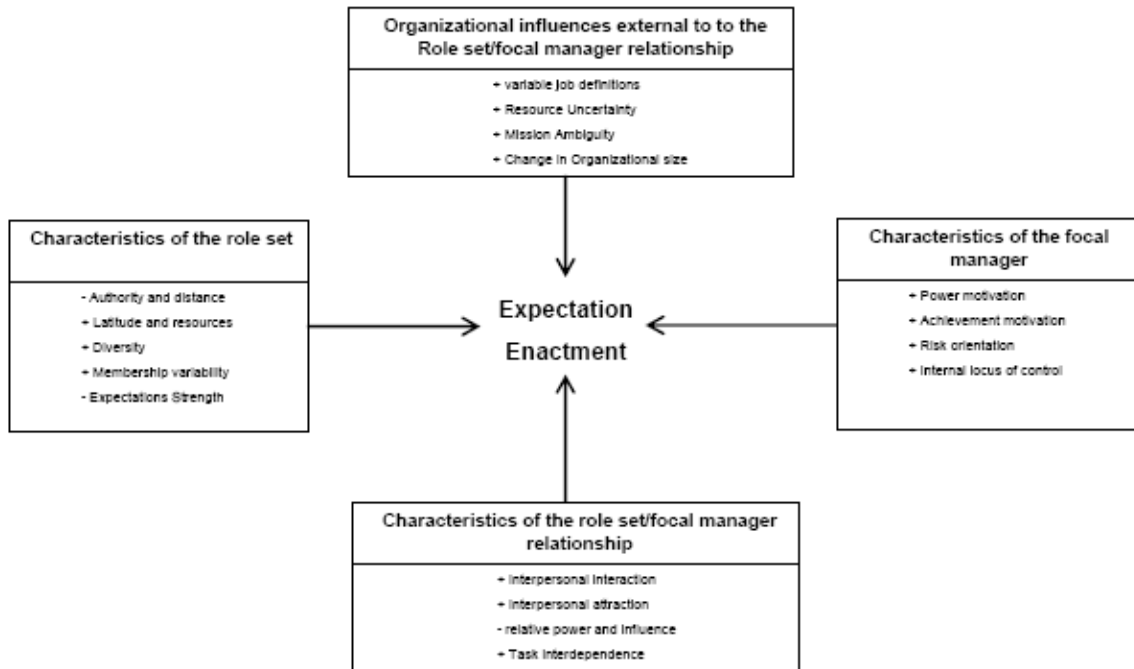 Organizational influences external to to the
Role set/focal manager relationship
+ variable job definitions
+ Resource Uncertainty
+ Mission Ambiguity
+ Change in Organizational size
Characteristics of the role set
- Authority and distance
+ Latitude and resources
+ Diversity
+ Membership variability
- Expectations Strength
Expectation
Enactment
Characteristics of the focal
manager
+ Power motivation
+ Achievement motivation
+ Risk orientation
+ Internal locus of control
Characteristics of the role set/focal manager
relationship
+ Interpersonal Interaction
+ Interpersonal attraction
- relative power and Influence
+ Task Interdependence